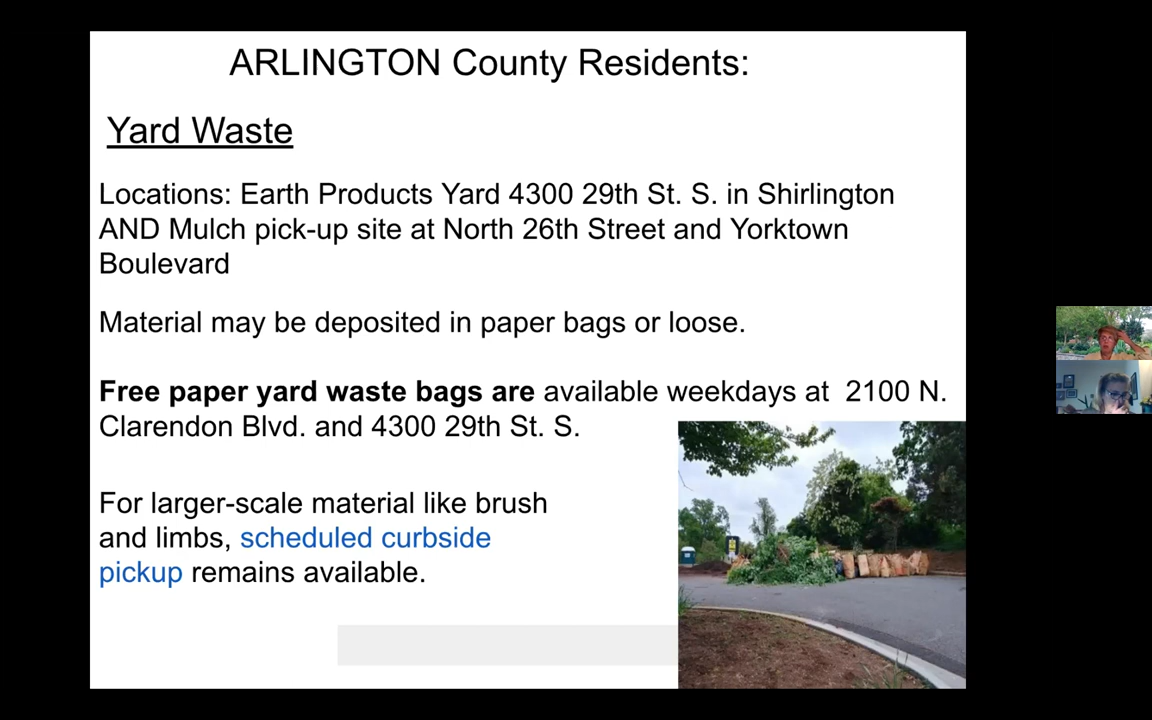 ARLINGTON County Residents:
Yard Waste
Locations: Earth Products Yard 4300 29th St. S. in Shirlington
AND Mulch pick-up site at North 26th Street and Yorktown
Boulevard
Material may be deposited in paper bags or loose.
Free paper yard waste bags are available weekdays at 2100 N.
Clarendon Blvd. and 4300 29th St. S.
For larger-scale material like brush
and limbs, scheduled curbside
pickup remains available.